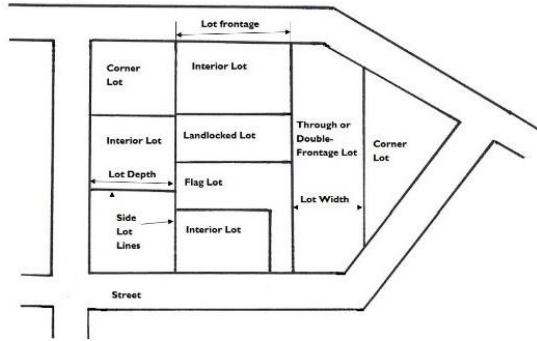 Lot frontage
Corner
Lot
Interior Lot
Interior Lot
Landlocked Lot
Through or
Double-
Frontage Lot
Corner
Lot
Lot Depth
Flag Lot
Lot Width
Side
Lot
Lines
Interior Lot
Street